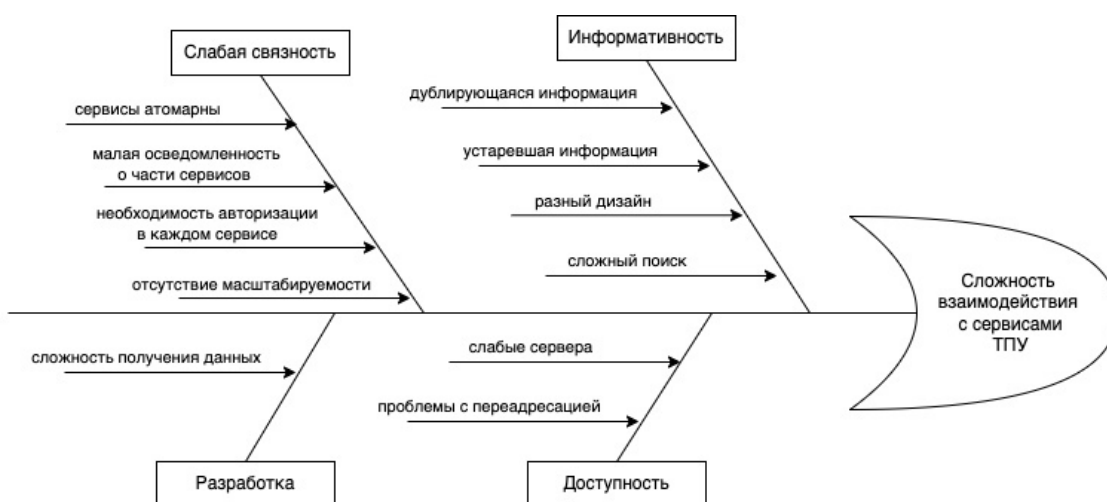 Слабая связность
сервисы атомарны
малая осведомленность
о части сервисов
необходимость авторизации
в каждом сервисе
отсутствие масштабируемости
Информативность
дублирующаяся информация
устаревшая информация
разный дизайн
сложный поиск
Сложность
взаимодействия
с сервисами
ТПУ
сложность получения данных
Разработка
слабые сервера
проблемы с переадресацией
Доступность